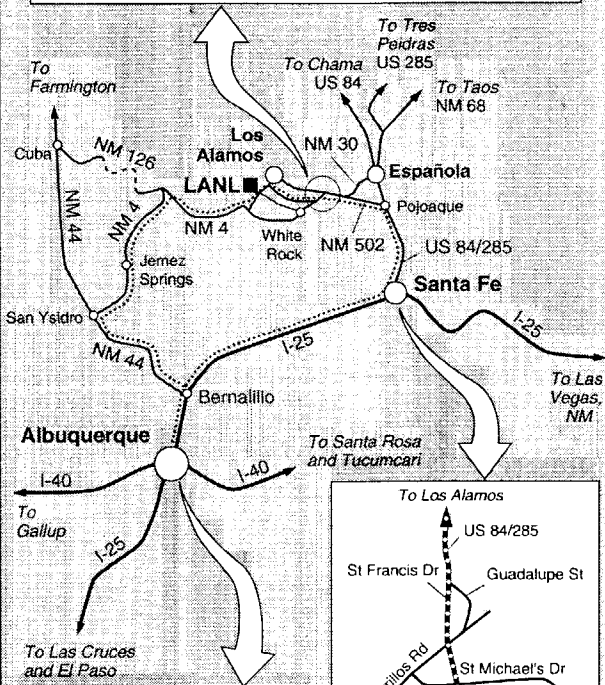 To Tres
Peidras
US 285
To Chama
US 84
To
Farmington
To Taos
NM 68
Los
Alamos
NM 30
Cuba
NM 126
LANL
Española
NM 44
NM 4
NM 4
White
Rock
NM 502
Pojoaque
US 84/285
Jemez
Springs
Santa Fe
San Ysidro
I-25
I-25
NM 44
To Las
Vegas,
NM
Bernalillo
Albuquerque
To Santa Rosa
and Tucumcari
I-40
I-40
To
Gallup
I-25
To Las Cruces
and El Paso
To Los Alamos
US 84/285
St Francis Dr
Guadalupe St
rillos Rd
St Michael's Dr